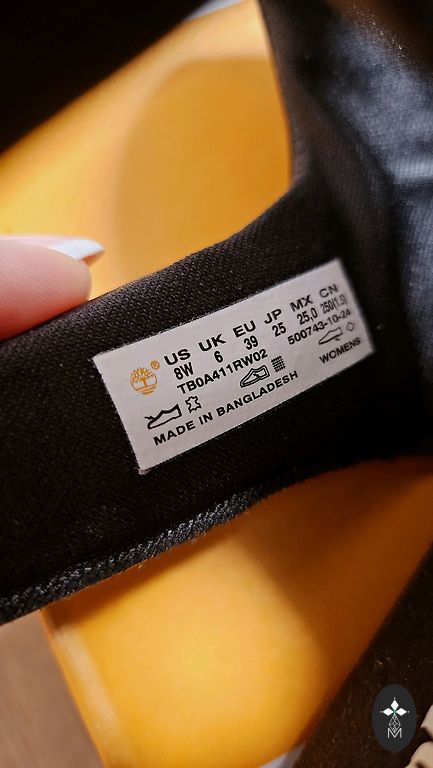 US UK EU JP MX CN
8W 6 39 25 25,0 250(1.5)
TB0A411RW02 500743-10-24
WOMENS
MADE IN BANGLADESH
M